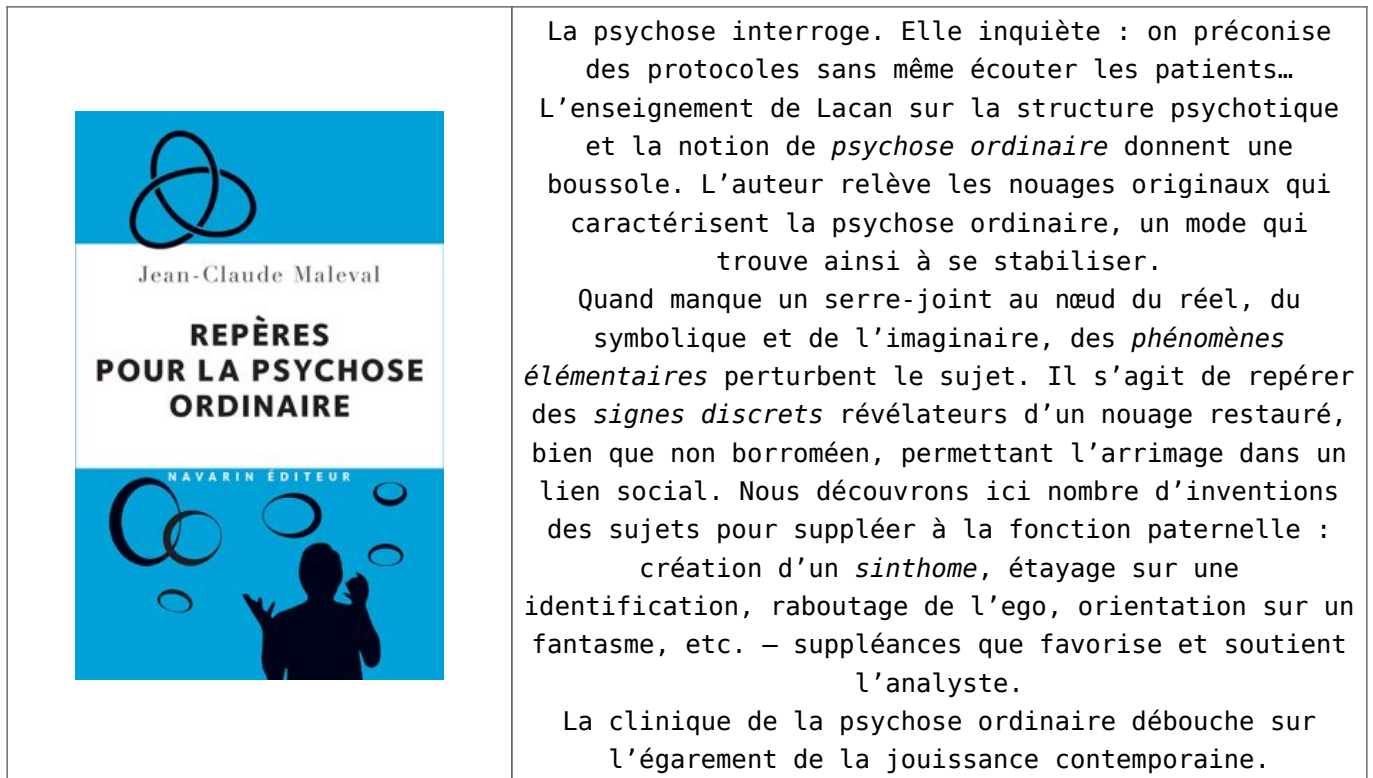 Jean-Claude Maleval
REPÈRES
POUR LA PSYCHOSE
ORDINAIRE
NAVARIN ÉDITEUR
La psychose interroge. Elle inquiète : on préconise
des protocoles sans même écouter les patients…
L’enseignement de Lacan sur la structure psychotique
et la notion de psychose ordinaire donnent une
boussole. L’auteur relève les nouages originaux qui
caractérisent la psychose ordinaire, un mode qui
trouve ainsi à se stabiliser.
Quand manque un serre-joint au nœud du réel, du
symbolique et de l’imaginaire, des phénomènes
élémentaires perturbent le sujet. Il s’agit de repérer
des signes discrets révélateurs d’un nouage restauré,
bien que non borroméen, permettant l’arrimage dans un
lien social. Nous découvrons ici nombre d’inventions
des sujets pour suppléer à la fonction paternelle :
création d’un sinthome, étayage sur une
identification, raboutage de l’ego, orientation sur un
fantasme, etc. – suppléances que favorise et soutient
l’analyste.
La clinique de la psychose ordinaire débouche sur
l’égarement de la jouissance contemporaine.